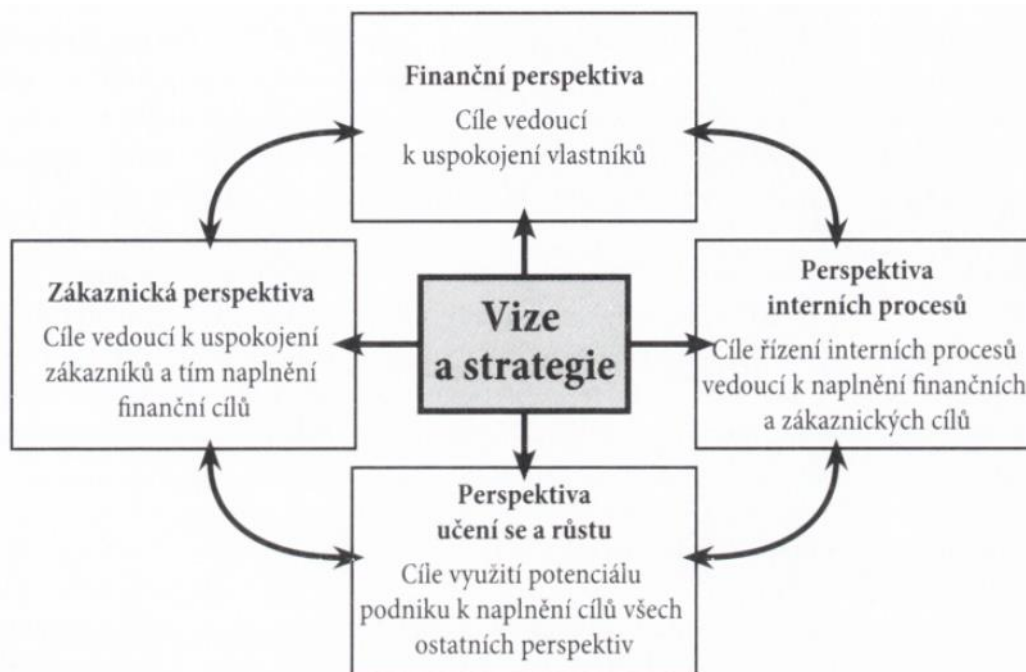 Finanční perspektiva
Cíle vedoucí
k uspokojení vlastníků
Zákaznická perspektiva
Cíle vedoucí k uspokojení
zákazníků a tím naplnění
finanční cílů
Vize
a strategie
Perspektiva
interních procesů
Cíle řízení interních procesů
vedoucí k naplnění finančních
a zákaznických cílů
Perspektiva
učení se a růstu
Cíle využití potenciálu
podniku k naplnění cílů všech
ostatních perspektiv